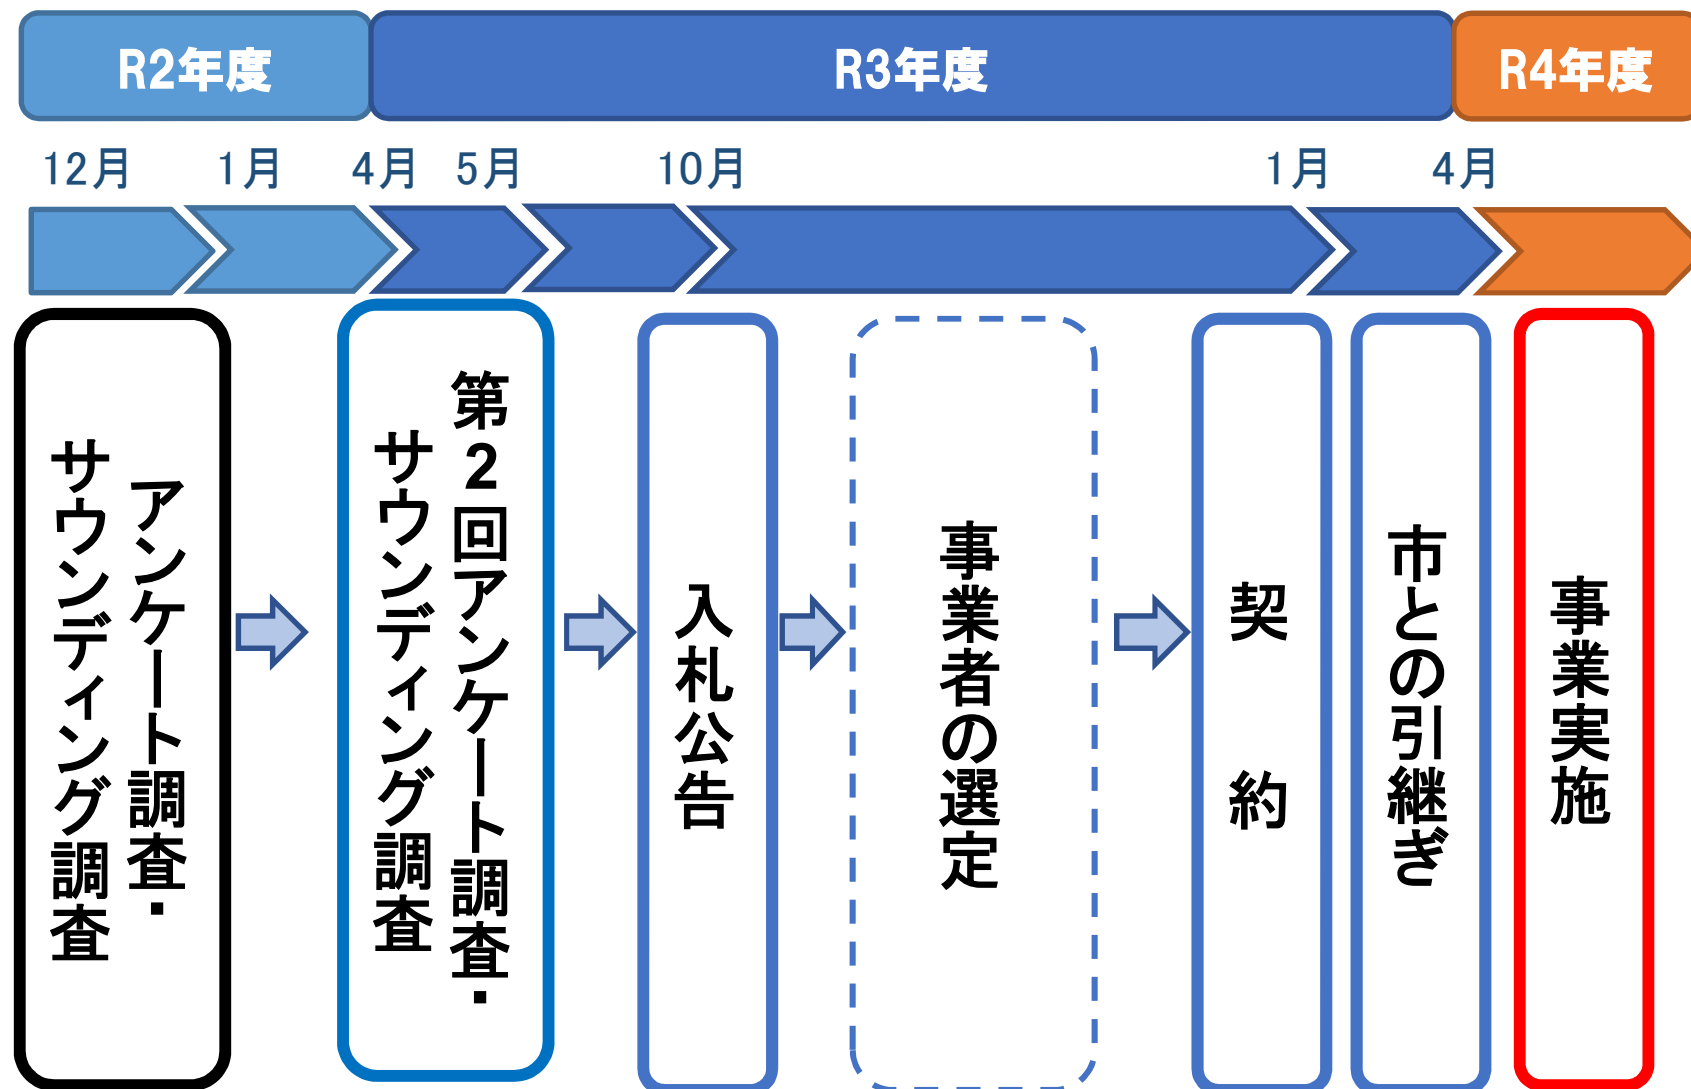 R2年度
R3年度
R4年度
12月
1月
4月
5月
10月
1月
4月
アンケート調査・
サウンディング調査
第2回アンケート調査・
サウンディング調査
入札公告
事業者の選定
契約
市との引継ぎ
事業実施